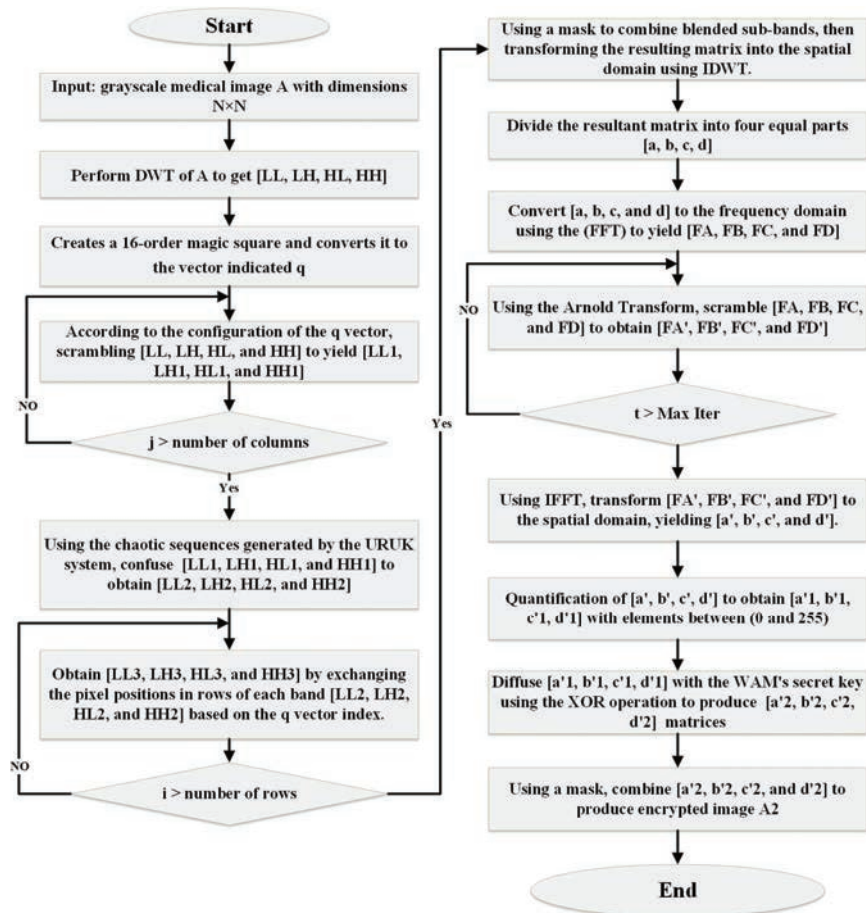 Start
Input: grayscale medical image A with dimensions
N×N
Perform DWT of A to get [LL, LH, HL, HH]
Creates a 16-order magic square and converts it to
the vector indicated q
NO
According to the configuration of the q vector,
scrambling [LL, LH, HL, and HH] to yield [LL1,
LH1, HL1, and HH1]
j > number of columns
Yes
Using the chaotic sequences generated by the URUK
system, confuse [LL1, LH1, HL1, and HH1] to
obtain [LL2, LH2, HL2, and HH2]
Obtain [LL3, LH3, HL3, and HH3] by exchanging
the pixel positions in rows of each band [LL2, LH2,
HL2, and HH2] based on the q vector index.
NO
i > number of rows
Yes
Using a mask to combine blended sub-bands, then
transforming the resulting matrix into the spatial
domain using IDWT.
Divide the resultant matrix into four equal parts
[a, b, c, d]
Convert [a, b, c, and d] to the frequency domain
using the (FFT) to yield [FA, FB, FC, and FD]
NO
Using the Arnold Transform, scramble [FA, FB, FC,
and FD] to obtain [FA', FB', FC', and FD']
t > Max Iter
Using IFFT, transform [FA', FB', FC', and FD'] to
the spatial domain, yielding [a', b', c', and d'].
Quantification of [a', b', c', d'] to obtain [a'1, b'1,
c'1, d'1] with elements between (0 and 255)
Diffuse [a'1, b'1, c'1, d'1] with the WAM's secret key
using the XOR operation to produce [a'2, b'2, c'2,
d'2] matrices
Using a mask, combine [a'2, b'2, c'2, and d'2] to
produce encrypted image A2
End